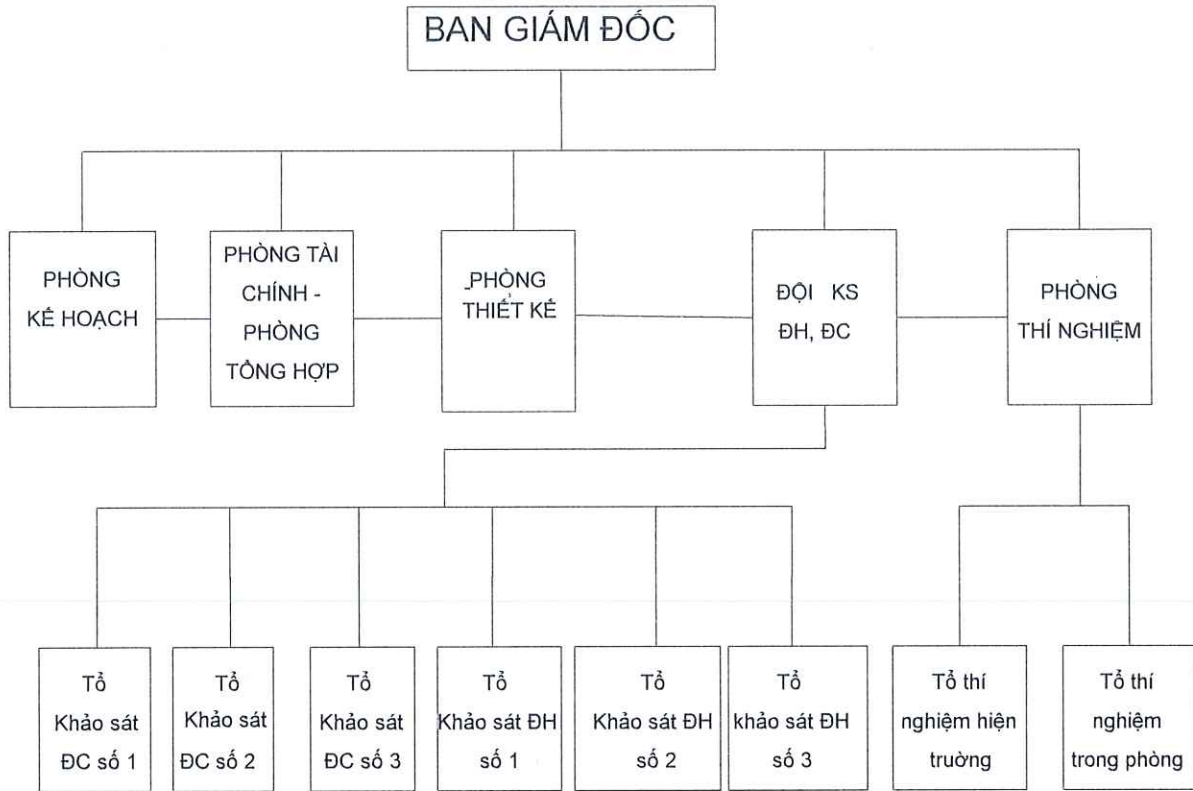 BAN GIÁM ĐỐC
PHÒNG
KẾ HOẠCH
PHÒNG TÀI
CHÍNH -
PHÒNG
TỔNG HỢP
PHÒNG
THIẾT KẾ
ĐỘI KS
ĐH, ĐC
PHÒNG
THÍ NGHIỆM
Tổ
Khảo sát
ĐC số 1
Tổ
Khảo sát
ĐC số 2
Tổ
Khảo sát
ĐC số 3
Tổ
Khảo sát ĐH
số 1
Tổ
Khảo sát ĐH
số 2
Tổ
khảo sát ĐH
số 3
Tổ thí
nghiệm hiện
truờng
Tổ thí
nghiệm
trong phòng